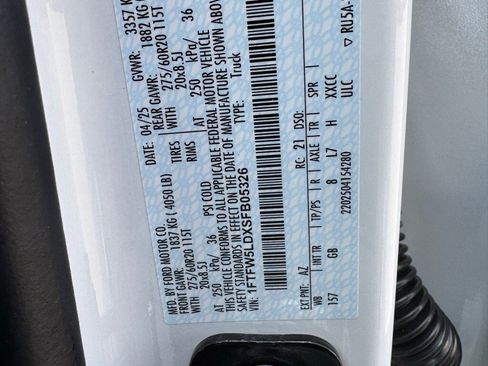 MFD. BY FORD MOTOR CO.
DATE: 04/25
GVWR: 3357 K
FRONT GAWR: 1837 KG ( 4050 LB)
REAR GAWR: 1882 KG
275/60R20 115T TIRES WITH 275/60R20 115T
20x8.5J RIMS 20x8.5J
AT 250 kPa/ 36 PSI COLD AT 250 kPa/ 36
THIS VEHICLE CONFORMS TO ALL APPLICABLE FEDERAL MOTOR VEHICLE
SAFETY STANDARDS IN EFFECT ON THE DATE OF MANUFACTURE SHOWN ABOVE
VIN: 1FTFW5LDXSFB05326
TYPE: Truck
EXT PNT: AZ RC: 21 DSO:
WB INT TR TP/PS R AXLE TR SPR
157 GB 8 L7 H XXCC
2202504154280 ULC
RU5A-